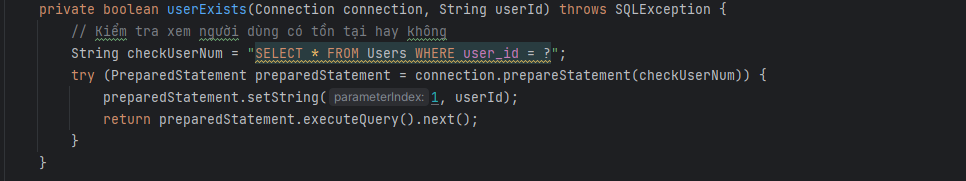 private boolean userExists(Connection connection, String userId) throws SQLException {
// Kiểm tra xem người dùng có tồn tại hay không
String checkUserNum = "SELECT * FROM Users WHERE user_id = ?";
try (PreparedStatement preparedStatement = connection.prepareStatement(checkUserNum)) {
preparedStatement.setString( parameterIndex: 1, userId);
return preparedStatement.executeQuery().next();
}
}